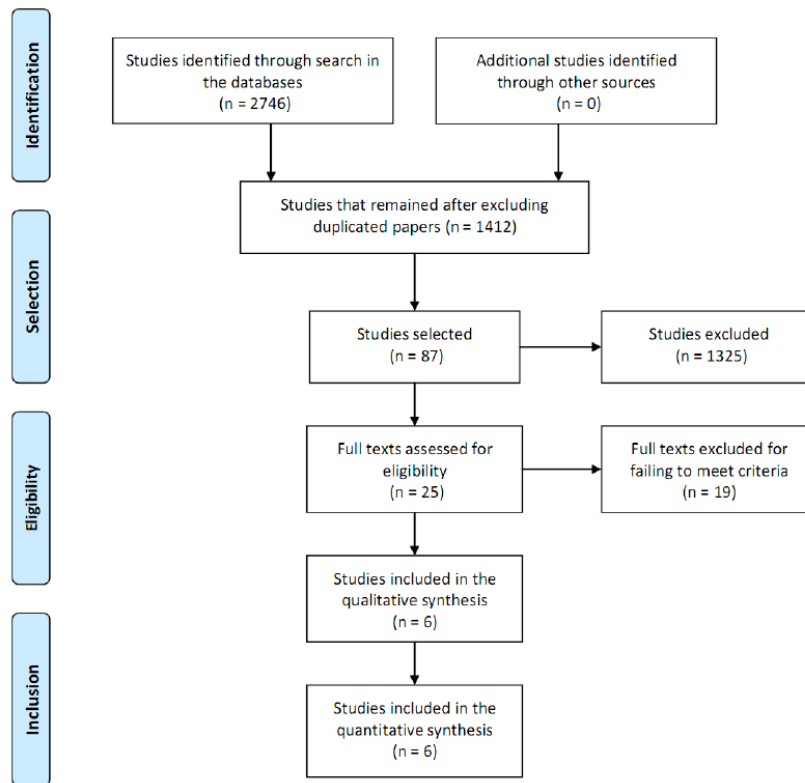 Identification
Studies identified through search in
the databases
(n = 2746)
Additional studies identified
through other sources
(n = 0)
Studies that remained after excluding
duplicated papers (n = 1412)
Selection
Studies selected
(n = 87)
Studies excluded
(n = 1325)
Eligibility
Full texts assessed for
eligibility
(n = 25)
Full texts excluded for
failing to meet criteria
(n = 19)
Studies included in the
qualitative synthesis
(n = 6)
Inclusion
Studies included in the
quantitative synthesis
(n = 6)